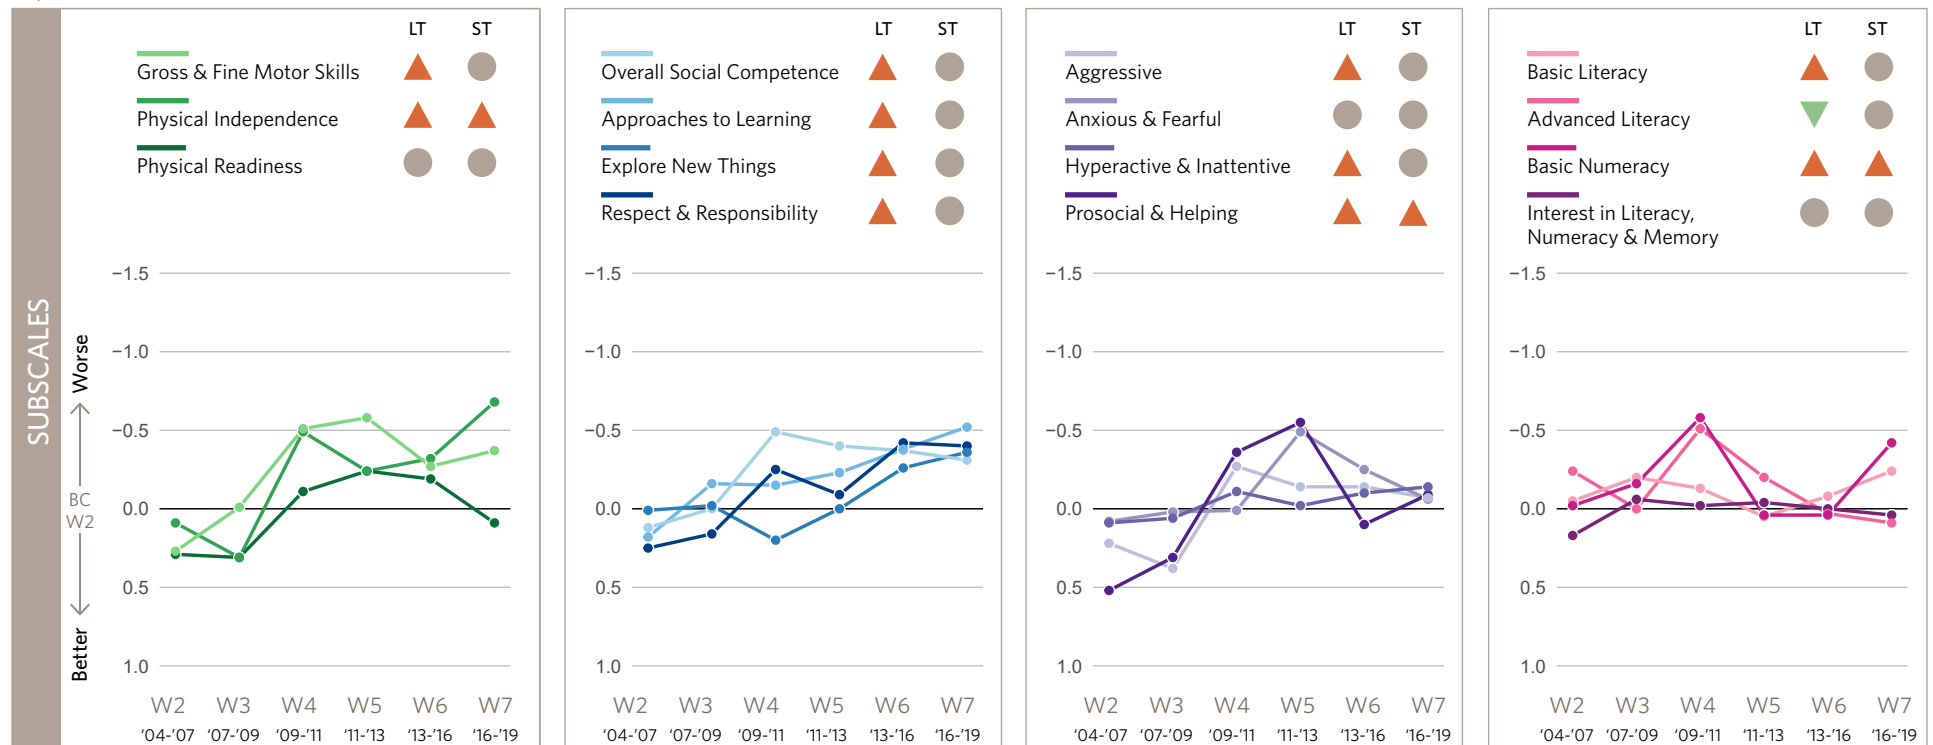 SUBSCALES
Worse
BC
W2
Better
LT ST
Gross & Fine Motor Skills
Physical Independence
Physical Readiness
−1.5
−1.0
−0.5
0.0
0.5
1.0
W2 W3 W4 W5 W6 W7
‘04-’07 ‘07-’09 ‘09-’11 ‘11-’13 ‘13-’16 ‘16-’19
LT ST
Overall Social Competence
Approaches to Learning
Explore New Things
Respect & Responsibility
−1.5
−1.0
−0.5
0.0
0.5
1.0
W2 W3 W4 W5 W6 W7
‘04-’07 ‘07-’09 ‘09-’11 ‘11-’13 ‘13-’16 ‘16-’19
LT ST
Aggressive
Anxious & Fearful
Hyperactive & Inattentive
Prosocial & Helping
−1.5
−1.0
−0.5
0.0
0.5
1.0
W2 W3 W4 W5 W6 W7
‘04-’07 ‘07-’09 ‘09-’11 ‘11-’13 ‘13-’16 ‘16-’19
LT ST
Basic Literacy
Advanced Literacy
Basic Numeracy
Interest in Literacy,
Numeracy & Memory
−1.5
−1.0
−0.5
0.0
0.5
1.0
W2 W3 W4 W5 W6 W7
‘04-’07 ‘07-’09 ‘09-’11 ‘11-’13 ‘13-’16 ‘16-’19